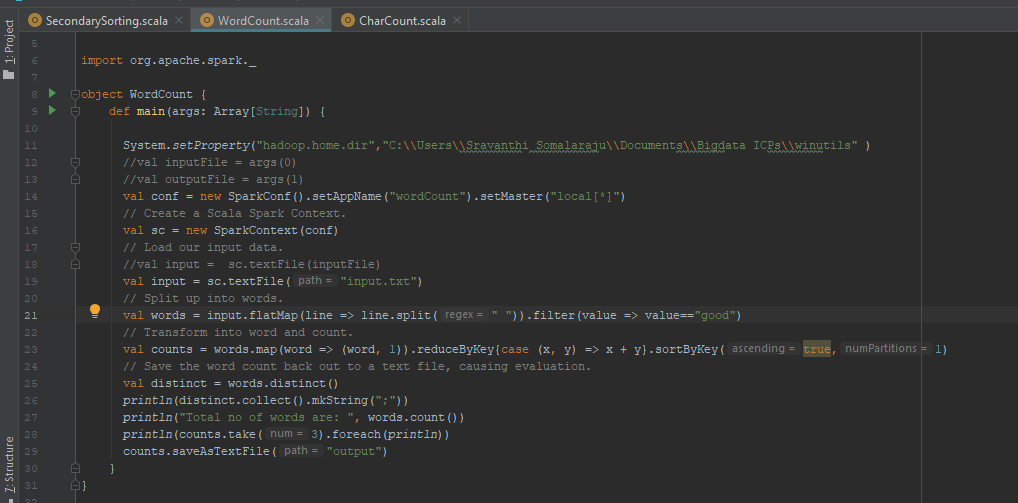 SecondarySorting.scala WordCount.scala CharCount.scala
1: Project
5
6 import org.apache.spark._
7
8 object WordCount {
9 def main(args: Array[String]) {
10
11 System.setProperty("hadoop.home.dir","C:\\Users\\Sravanthi Somalaraju\\Documents\\Bigdata ICPs\\winutils" )
12 //val inputFile = args(0)
13 //val outputFile = args(1)
14 val conf = new SparkConf().setAppName("wordCount").setMaster("local[*]")
15 // Create a Scala Spark Context.
16 val sc = new SparkContext(conf)
17 // Load our input data.
18 //val input =  sc.textFile(inputFile)
19 val input = sc.textFile( path = "input.txt")
20 // Split up into words.
21 val words = input.flatMap(line => line.split( regex = " ")).filter(value => value=="good")
22 // Transform into word and count.
23 val counts = words.map(word => (word, 1)).reduceByKey{case (x, y) => x + y}.sortByKey( ascending = true, numPartitions = 1)
24 // Save the word count back out to a text file, causing evaluation.
25 val distinct = words.distinct()
26 println(distinct.collect().mkString(";"))
27 println("Total no of words are: ", words.count())
28 println(counts.take( num = 3).foreach(println))
29 counts.saveAsTextFile( path = "output")
30 }
31 }
32
7: Structure